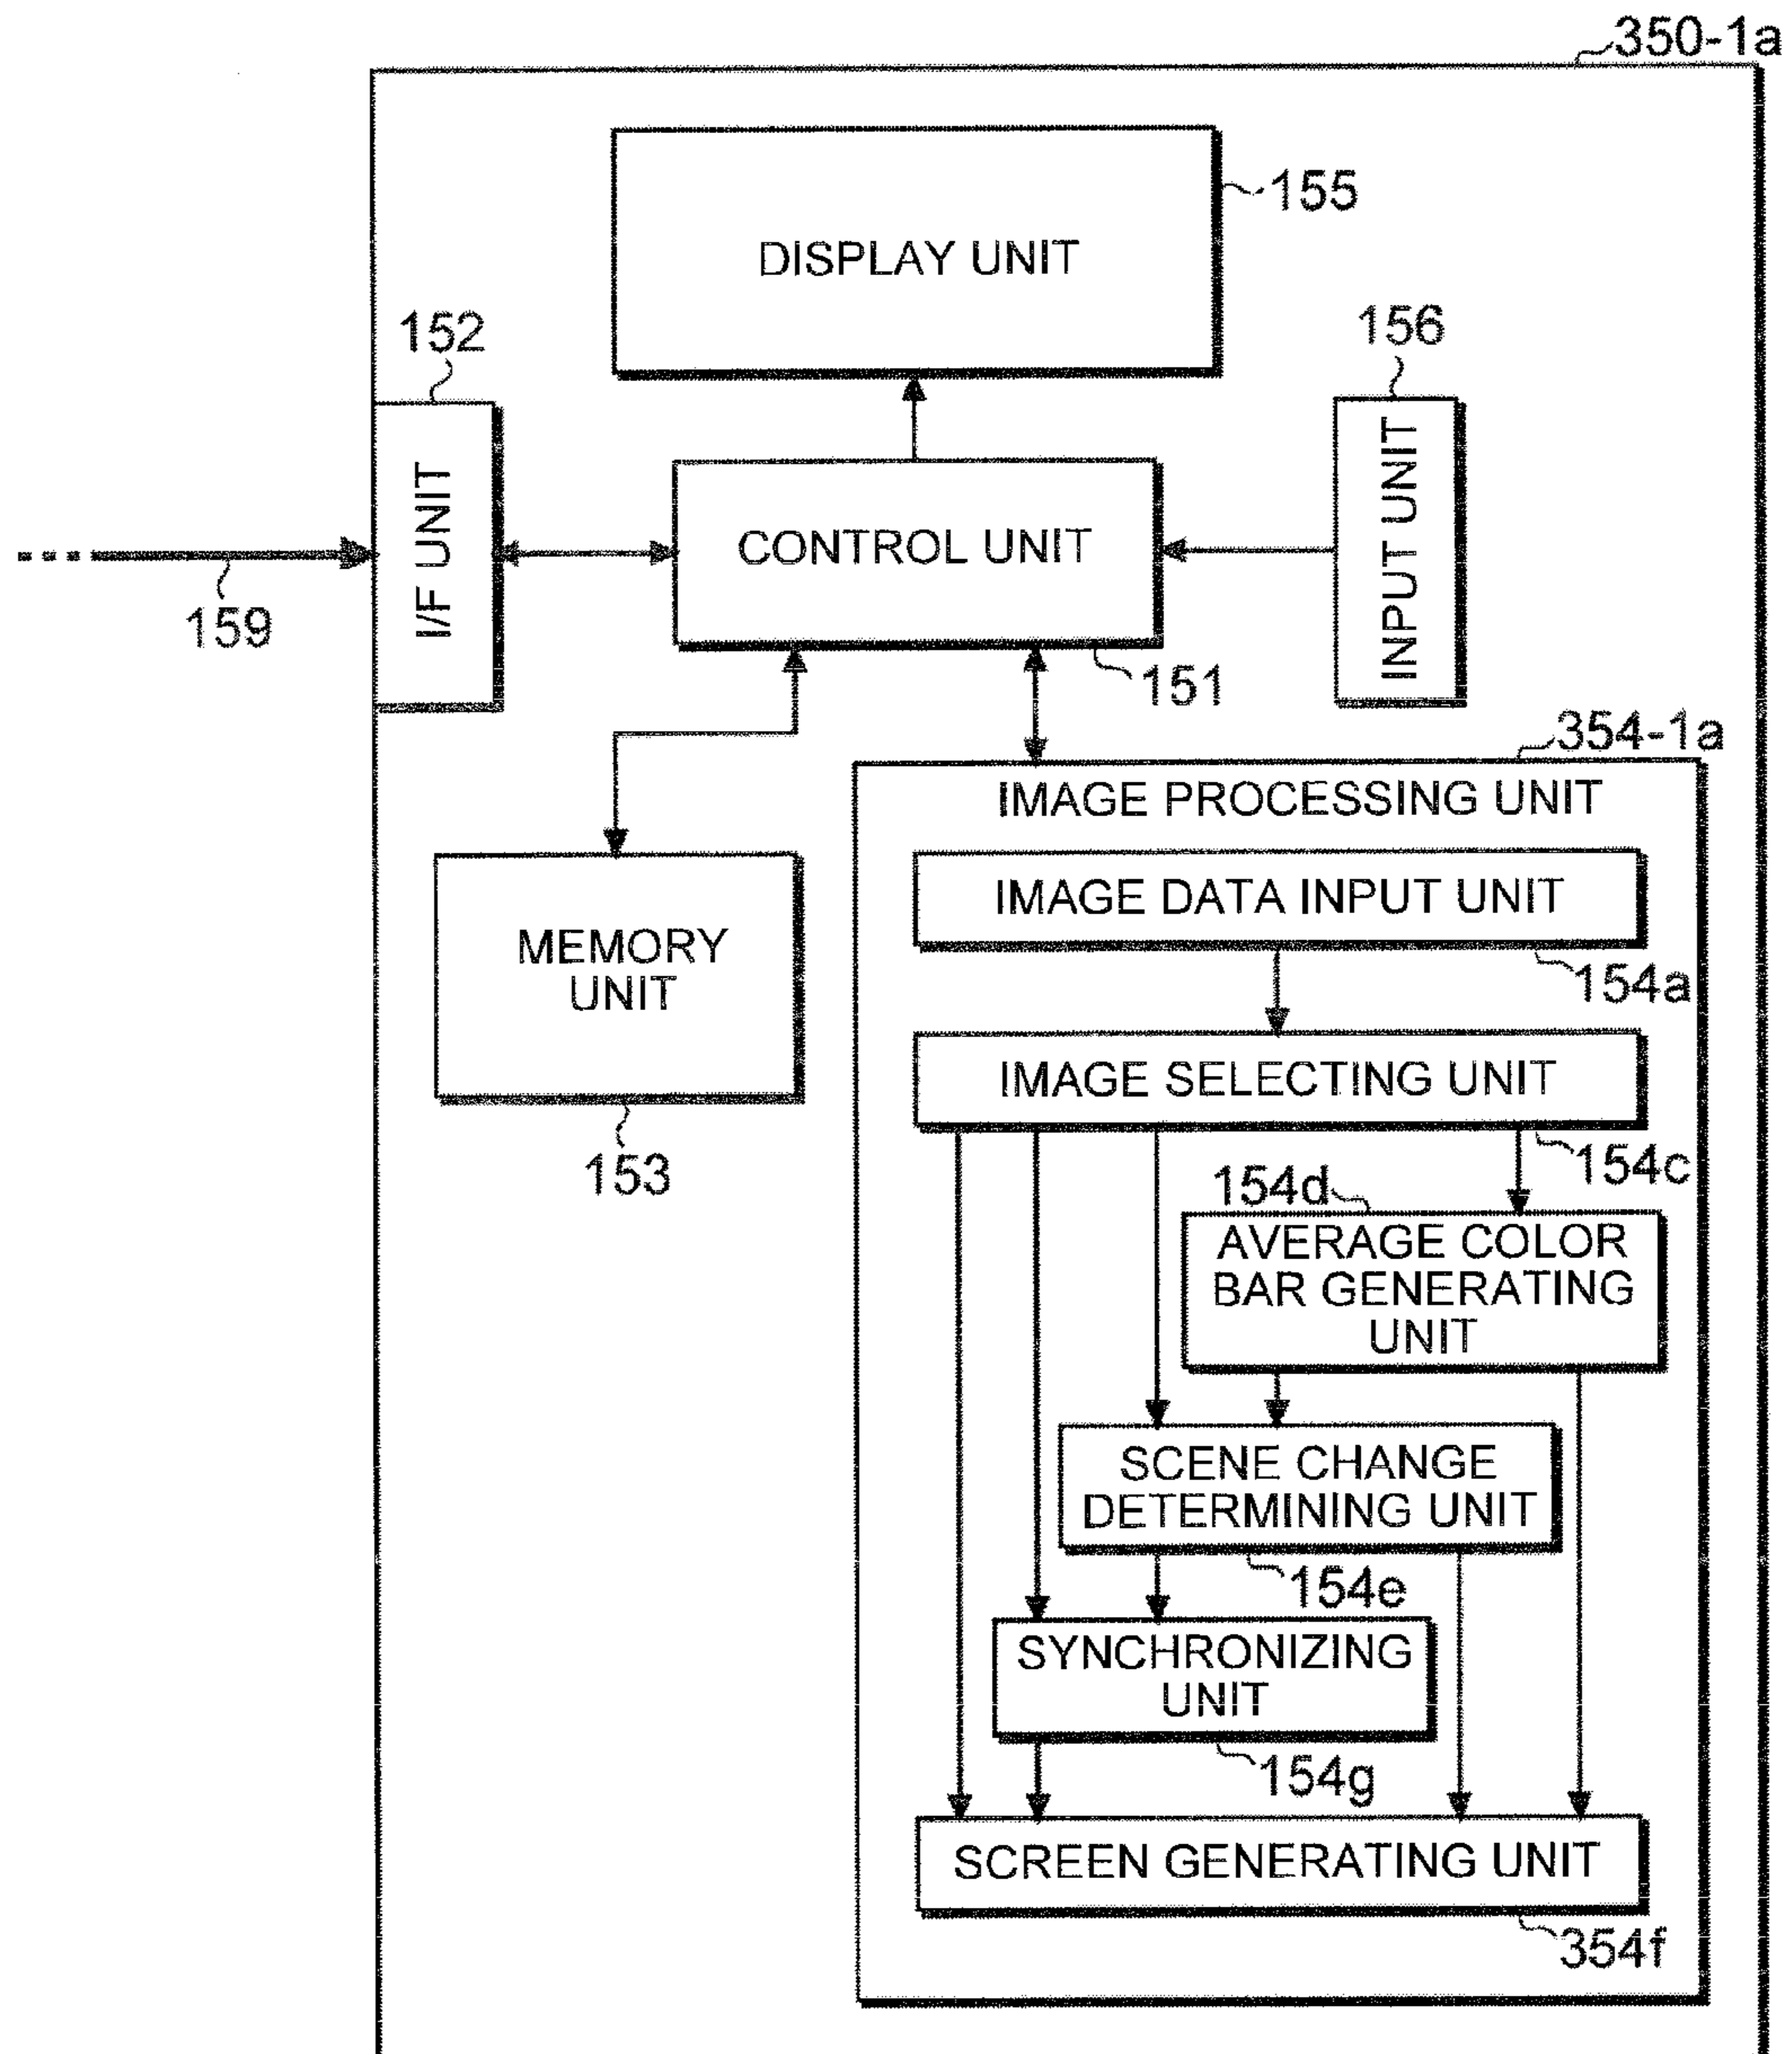 350-1a
155
DISPLAY UNIT
152
156
I/F UNIT
CONTROL UNIT
INPUT UNIT
159
151
354-1a
IMAGE PROCESSING UNIT
IMAGE DATA INPUT UNIT
154a
MEMORY
UNIT
153
IMAGE SELECTING UNIT
154c
154d
AVERAGE COLOR
BAR GENERATING
UNIT
SCENE CHANGE
DETERMINING UNIT
154e
SYNCHRONIZING
UNIT
154g
SCREEN GENERATING UNIT
354f